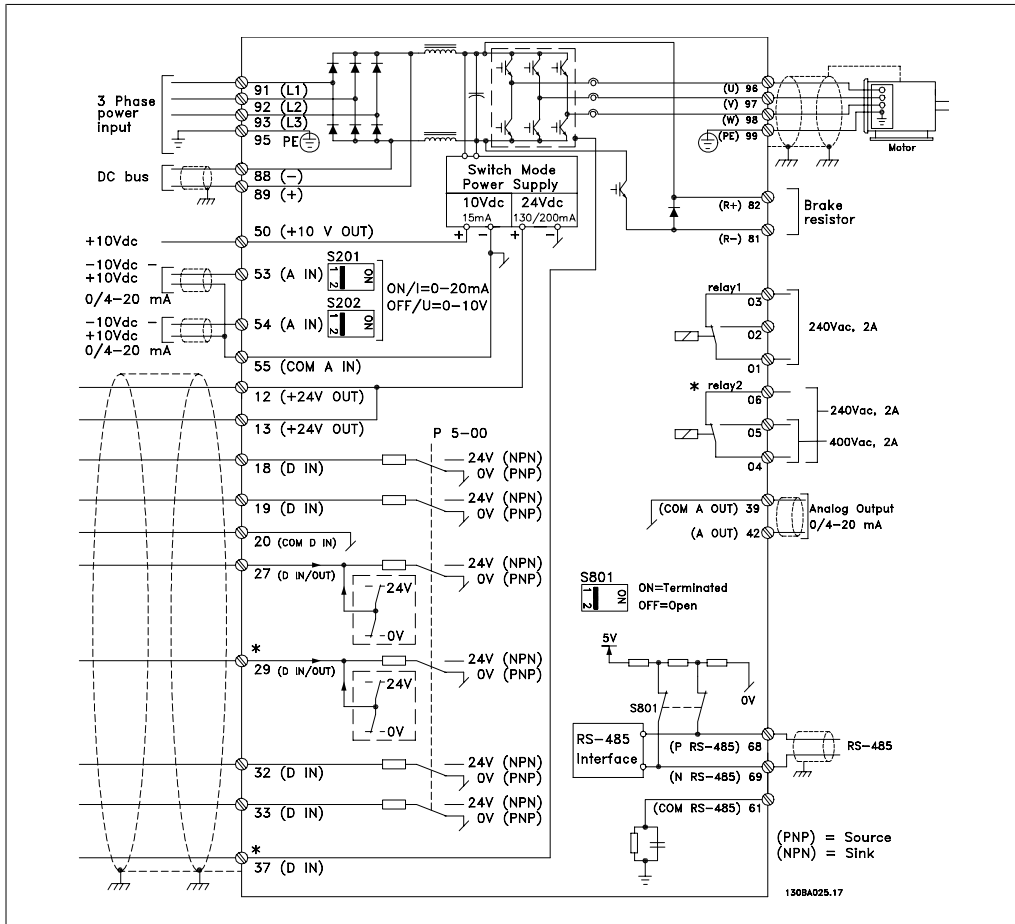 3 Phase
power
input
91 (L1)
92 (L2)
93 (L3)
95 PE
DC bus
88 (-)
89 (+)
+10Vdc
50 (+10 V OUT)
-10Vdc -
+10Vdc
0/4-20 mA
53 (A IN)
S201
ON
1 2
S202
ON
1 2
ON/I=0-20mA
OFF/U=0-10V
-10Vdc -
+10Vdc
0/4-20 mA
54 (A IN)
55 (COM A IN)
12 (+24V OUT)
13 (+24V OUT)
P 5-00
18 (D IN)
24V (NPN)
0V (PNP)
19 (D IN)
24V (NPN)
0V (PNP)
20 (COM D IN)
27 (D IN/OUT)
24V (NPN)
0V (PNP)
24V
0V
*
29 (D IN/OUT)
24V (NPN)
0V (PNP)
24V
0V
32 (D IN)
24V (NPN)
0V (PNP)
33 (D IN)
24V (NPN)
0V (PNP)
*
37 (D IN)
Switch Mode
Power Supply
10Vdc
15mA
24Vdc
130/200mA
+ - + -
(U) 96
(V) 97
(W) 98
(PE) 99
Motor
(R+) 82
(R-) 81
Brake
resistor
relay1
03
02
01
240Vac, 2A
* relay2
06
05
04
240Vac, 2A
400Vac, 2A
(COM A OUT) 39
(A OUT) 42
Analog Output
0/4-20 mA
S801
ON
1 2
ON=Terminated
OFF=Open
5V
0V
S801
RS-485
Interface
(P RS-485) 68
(N RS-485) 69
RS-485
(COM RS-485) 61
(PNP) = Source
(NPN) = Sink
130BA025.17